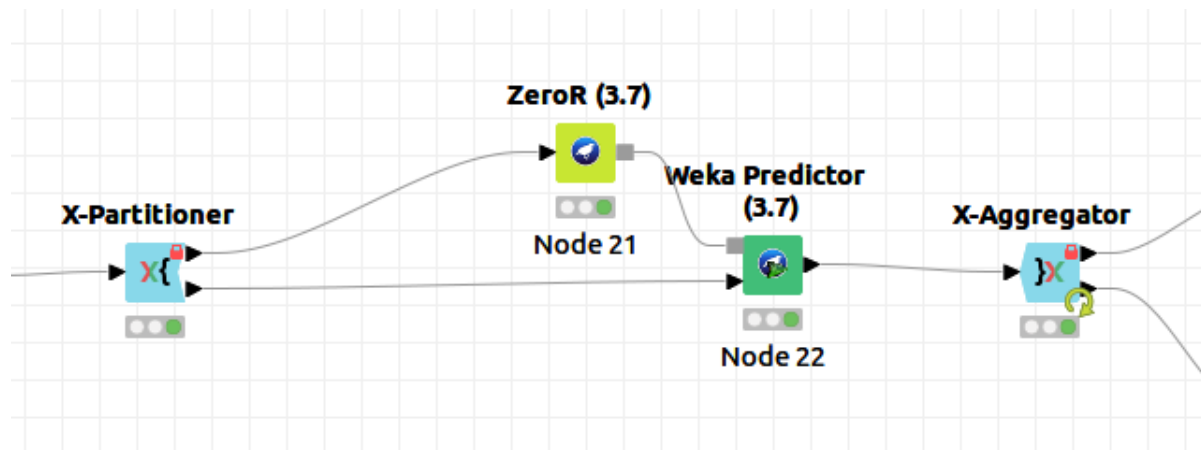 ZeroR (3.7)
Weka Predictor
(3.7)
X-Partitioner
X-Aggregator
X{
}X
Node 21
Node 22